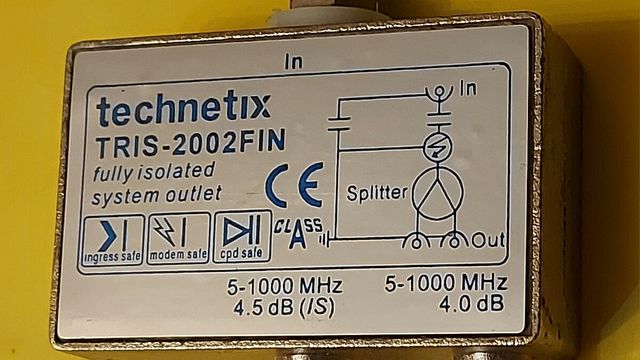 In
technetix
TRIS-2002FIN
fully isolated
system outlet
CE
ingress safe
modem safe
cpd safe
CLASS
A
In
Splitter
Out
5-1000 MHz
4.5 dB (IS)
5-1000 MHz
4.0 dB